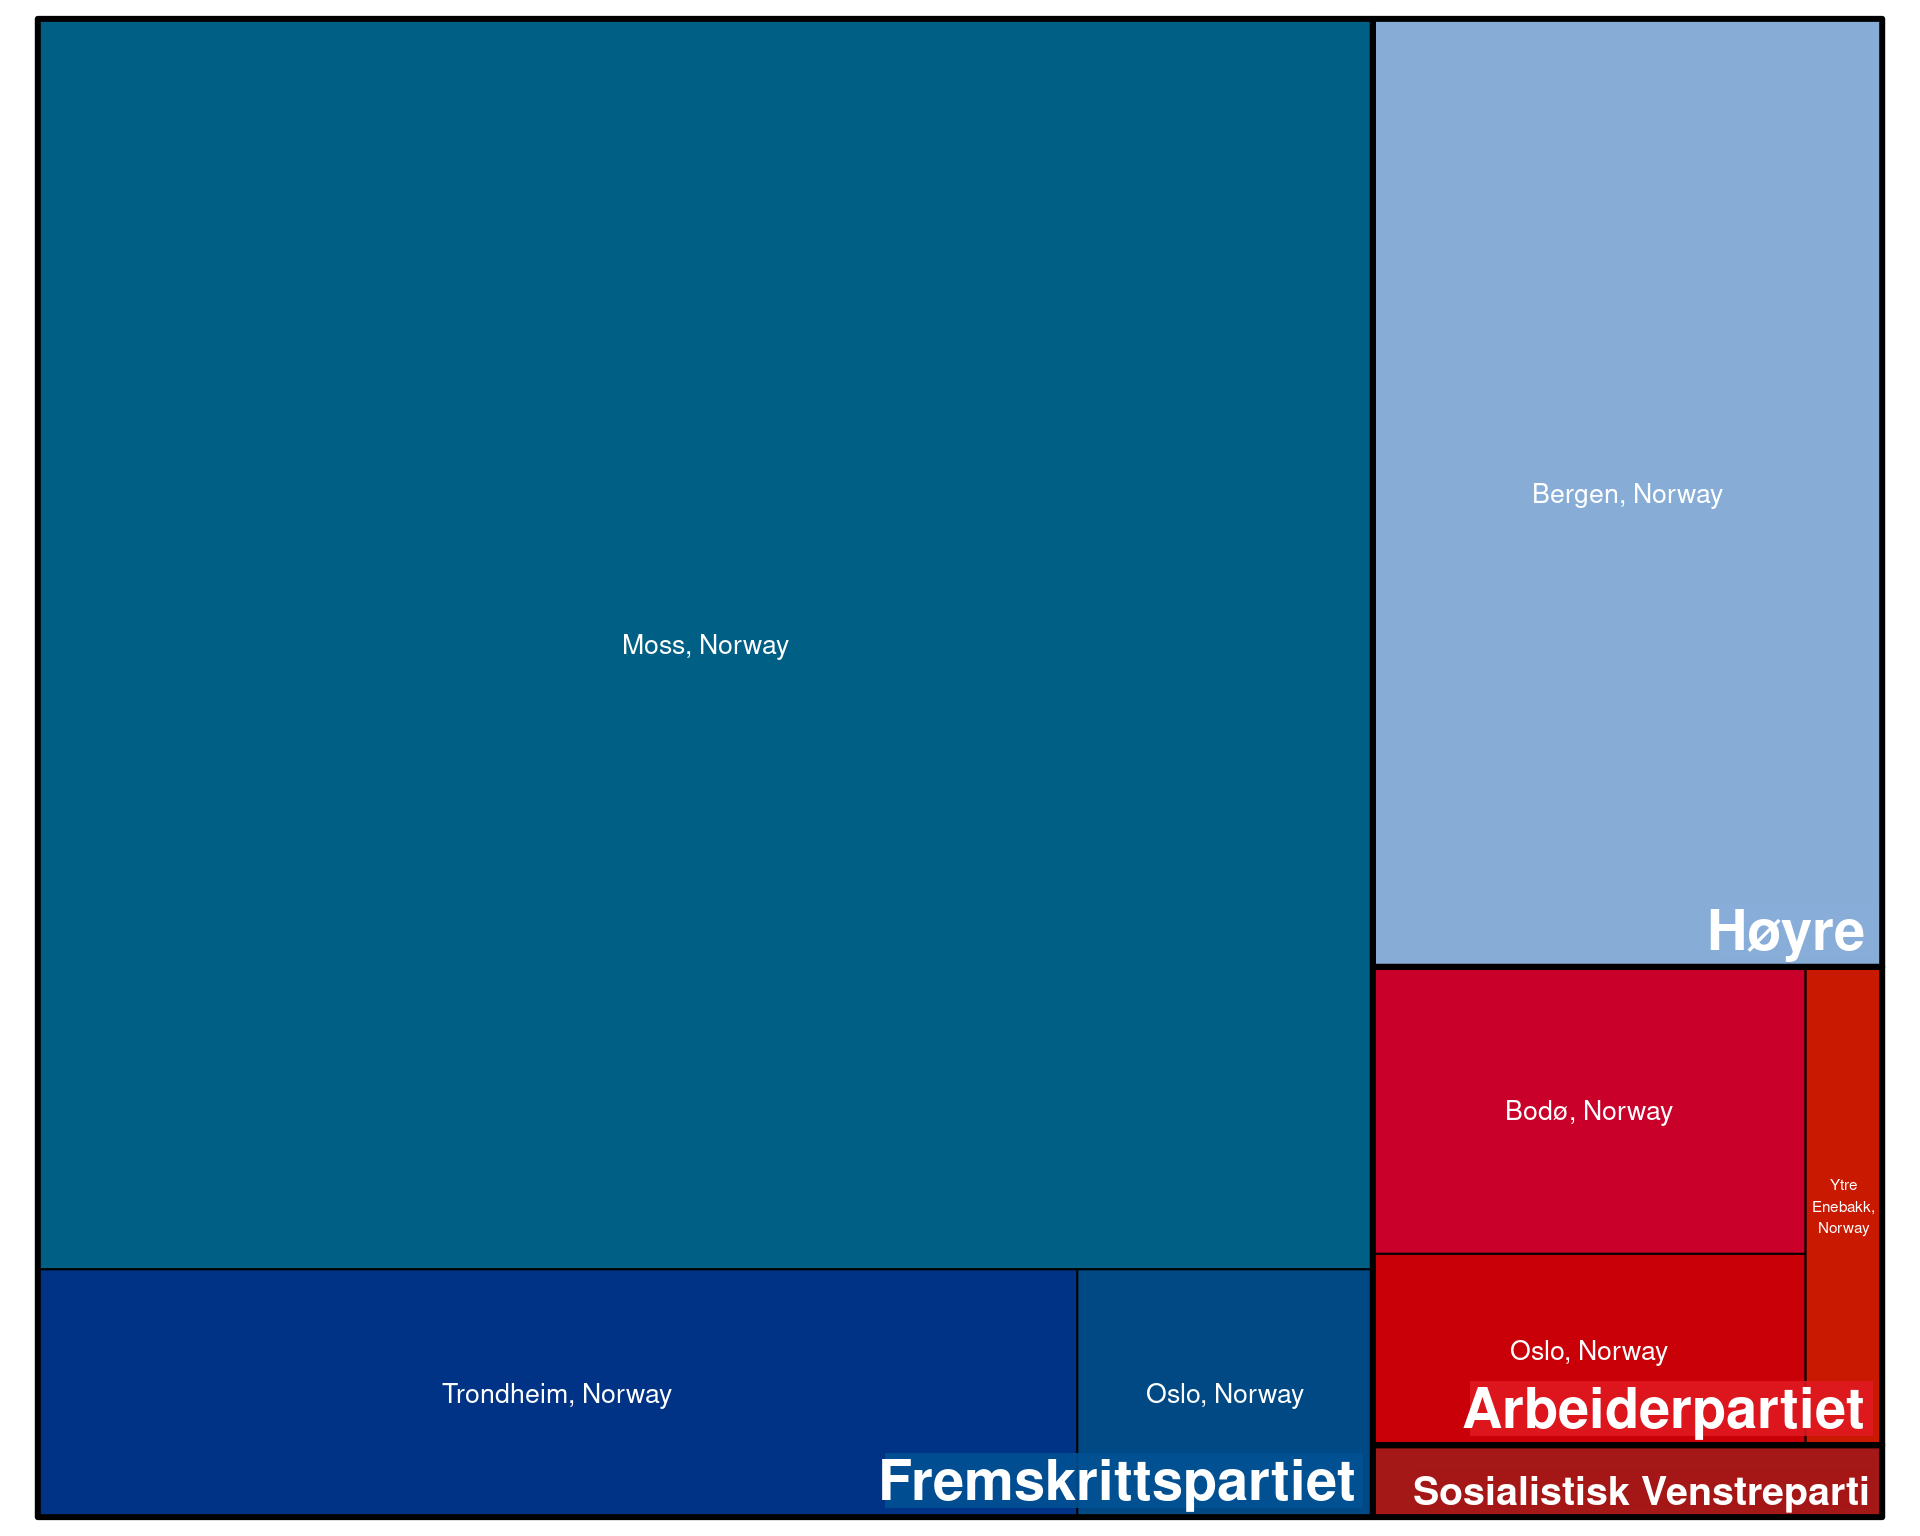 Moss, Norway
Trondheim, Norway
Oslo, Norway
Fremskrittspartiet
Bergen, Norway
Høyre
Bodø, Norway
Ytre
Enebakk,
Norway
Oslo, Norway
Arbeiderpartiet
Sosialistisk Venstreparti